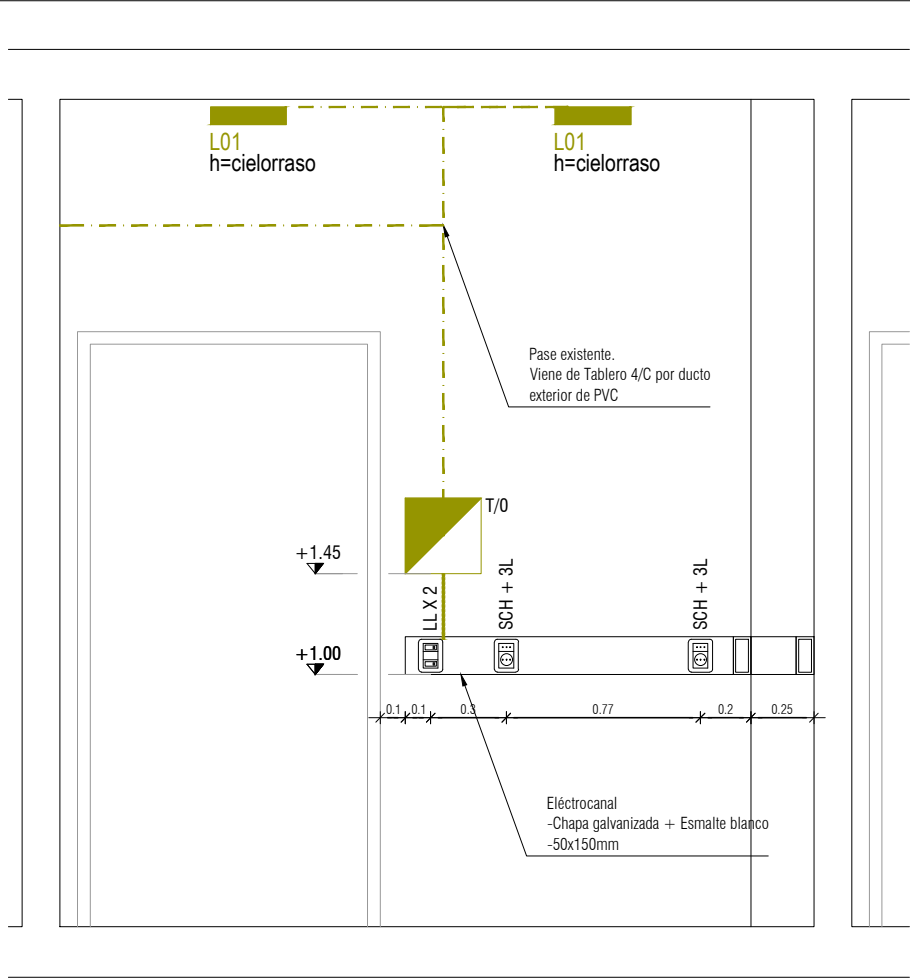 L01
h=cielorraso
L01
h=cielorraso
Pase existente.
Viene de Tablero 4/C por ducto
exterior de PVC
T/0
+1.45
LL X 2
SCH + 3L
SCH + 3L
+1.00
0.1
0.1
0.3
0.77
0.2
0.25
Eléctrocanal
-Chapa galvanizada + Esmalte blanco
-50x150mm